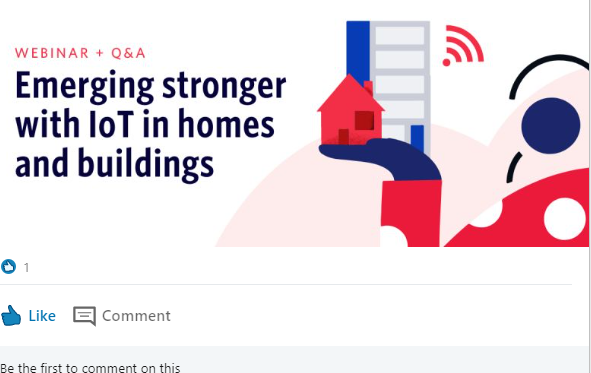 WEBINAR + Q&A
Emerging stronger
with IoT in homes
and buildings
1
Like Comment
Be the first to comment on this